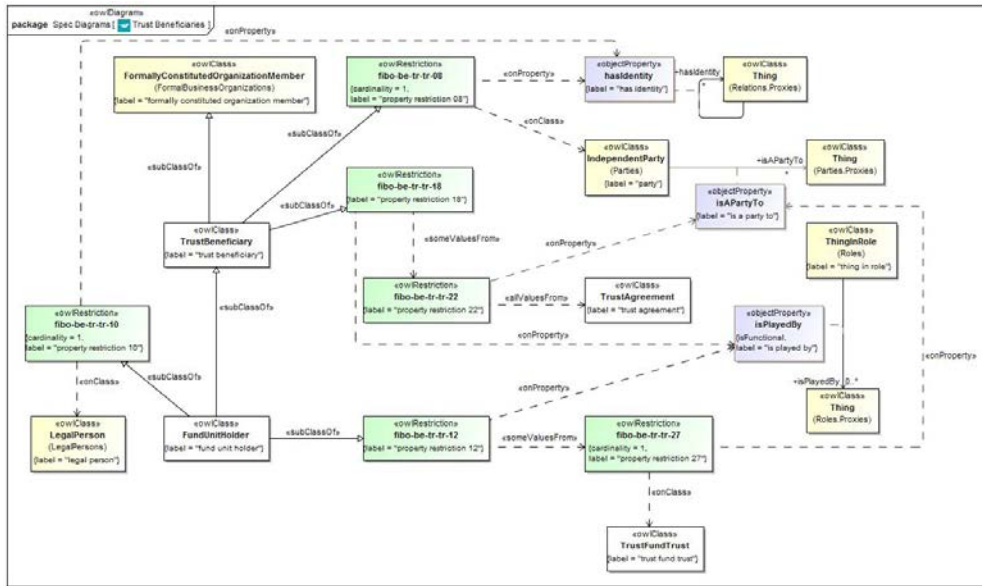 «owlDiagrams»
package Spec Diagrams [ Trust Beneficiaries ]
«onProperty»
«owlClass»
FormallyConstitutedOrganizationMember
(FormalBusinessOrganizations)
[label = "formally constituted organization member"]
«owlRestriction»
fibo-be-tr-tr-08
{cardinality = 1,
label = "property restriction 08"}
«onProperty»
«objectProperty»
hasIdentity
[label = "has identity"]
+hasIdentity
*
«owlClass»
Thing
(Relations.Proxies)
«onClass»
«subClassOf»
«subClassOf»
«owlClass»
IndependentParty
(Parties)
[label = "party"]
+isAPartyTo
*
«owlClass»
Thing
(Parties.Proxies)
«owlRestriction»
fibo-be-tr-tr-18
[label = "property restriction 18"]
«subClassOf»
«objectProperty»
isAPartyTo
[label = "is a party to"]
«owlClass»
TrustBeneficiary
[label = "trust beneficiary"]
«someValuesFrom»
«onProperty»
«owlClass»
ThingInRole
(Roles)
[label = "thing in role"]
«owlRestriction»
fibo-be-tr-tr-22
[label = "property restriction 22"]
«allValuesFrom»
«owlClass»
TrustAgreement
[label = "trust agreement"]
«subClassOf»
«owlRestriction»
fibo-be-tr-tr-10
{cardinality = 1,
label = "property restriction 10"}
«objectProperty»
isPlayedBy
{isFunctional,
label = "is played by"}
«onProperty»
«onProperty»
«onClass»
«subClassOf»
«onProperty»
+isPlayedBy 0..*
«owlClass»
Thing
(Roles.Proxies)
«owlClass»
LegalPerson
(LegalPersons)
[label = "legal person"]
«owlClass»
FundUnitHolder
[label = "fund unit holder"]
«subClassOf»
«owlRestriction»
fibo-be-tr-tr-12
[label = "property restriction 12"]
«someValuesFrom»
«owlRestriction»
fibo-be-tr-tr-27
{cardinality = 1,
label = "property restriction 27"}
«onClass»
«owlClass»
TrustFundTrust
[label = "trust fund trust"]